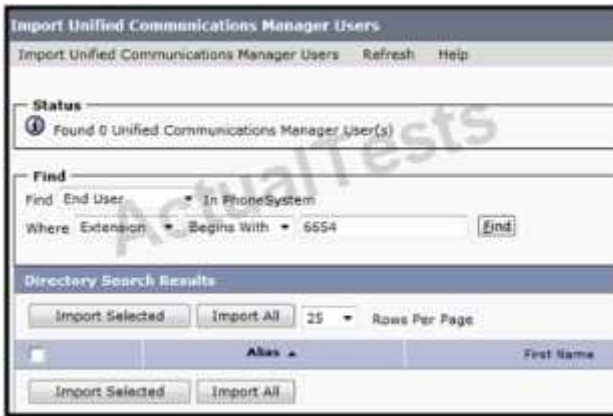 Import Unified Communications Manager Users
Import Unified Communications Manager Users Refresh Help
Status
Found 0 Unified Communications Manager User(s)
ActualTests
Find
Find End User In PhoneSystem
Where Extension Begins With 6654 Find
Directory Search Results
Import Selected Import All 25 Rows Per Page
Alias First Name
Import Selected Import All